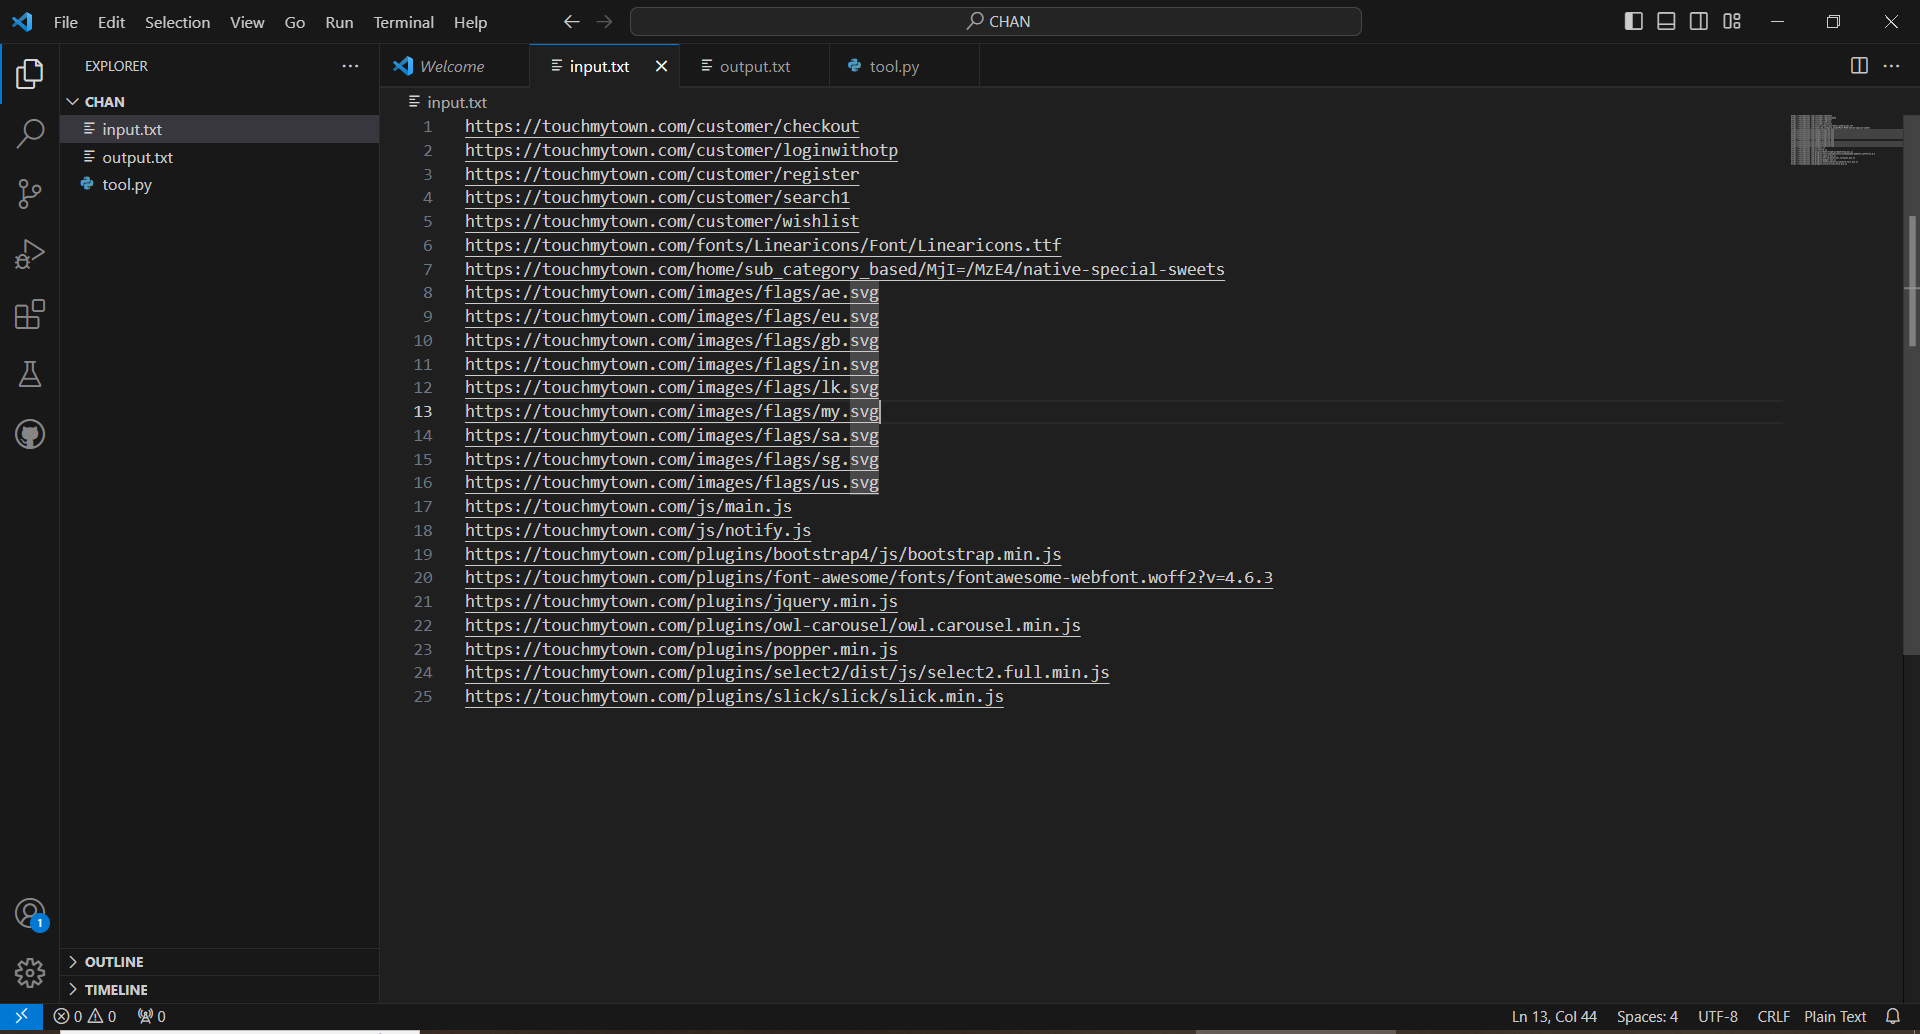 File Edit Selection View Go Run Terminal Help
CHAN
EXPLORER
CHAN
input.txt
output.txt
tool.py
OUTLINE
TIMELINE
Welcome
input.txt
output.txt
tool.py
input.txt
1 https://touchmytown.com/customer/checkout
2 https://touchmytown.com/customer/loginwithotp
3 https://touchmytown.com/customer/register
4 https://touchmytown.com/customer/search1
5 https://touchmytown.com/customer/wishlist
6 https://touchmytown.com/fonts/Linearicons/Font/Linearicons.ttf
7 https://touchmytown.com/home/sub_category_based/MjI=/MzE4/native-special-sweets
8 https://touchmytown.com/images/flags/ae.svg
9 https://touchmytown.com/images/flags/eu.svg
10 https://touchmytown.com/images/flags/gb.svg
11 https://touchmytown.com/images/flags/in.svg
12 https://touchmytown.com/images/flags/lk.svg
13 https://touchmytown.com/images/flags/my.svg
14 https://touchmytown.com/images/flags/sa.svg
15 https://touchmytown.com/images/flags/sg.svg
16 https://touchmytown.com/images/flags/us.svg
17 https://touchmytown.com/js/main.js
18 https://touchmytown.com/js/notify.js
19 https://touchmytown.com/plugins/bootstrap4/js/bootstrap.min.js
20 https://touchmytown.com/plugins/font-awesome/fonts/fontawesome-webfont.woff2?v=4.6.3
21 https://touchmytown.com/plugins/jquery.min.js
22 https://touchmytown.com/plugins/owl-carousel/owl.carousel.min.js
23 https://touchmytown.com/plugins/popper.min.js
24 https://touchmytown.com/plugins/select2/dist/js/select2.full.min.js
25 https://touchmytown.com/plugins/slick/slick/slick.min.js
1
0 0 0
Ln 13, Col 44 Spaces: 4 UTF-8 CRLF Plain Text